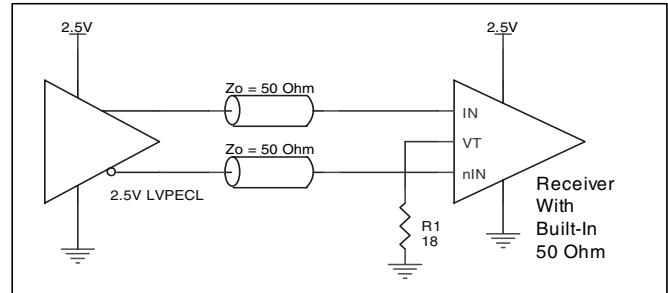 2.5V
2.5V
Zo = 50 Ohm
IN
VT
Zo = 50 Ohm
nIN
2.5V LVPECL
R1
18
Receiver
With
Built-In
50 Ohm